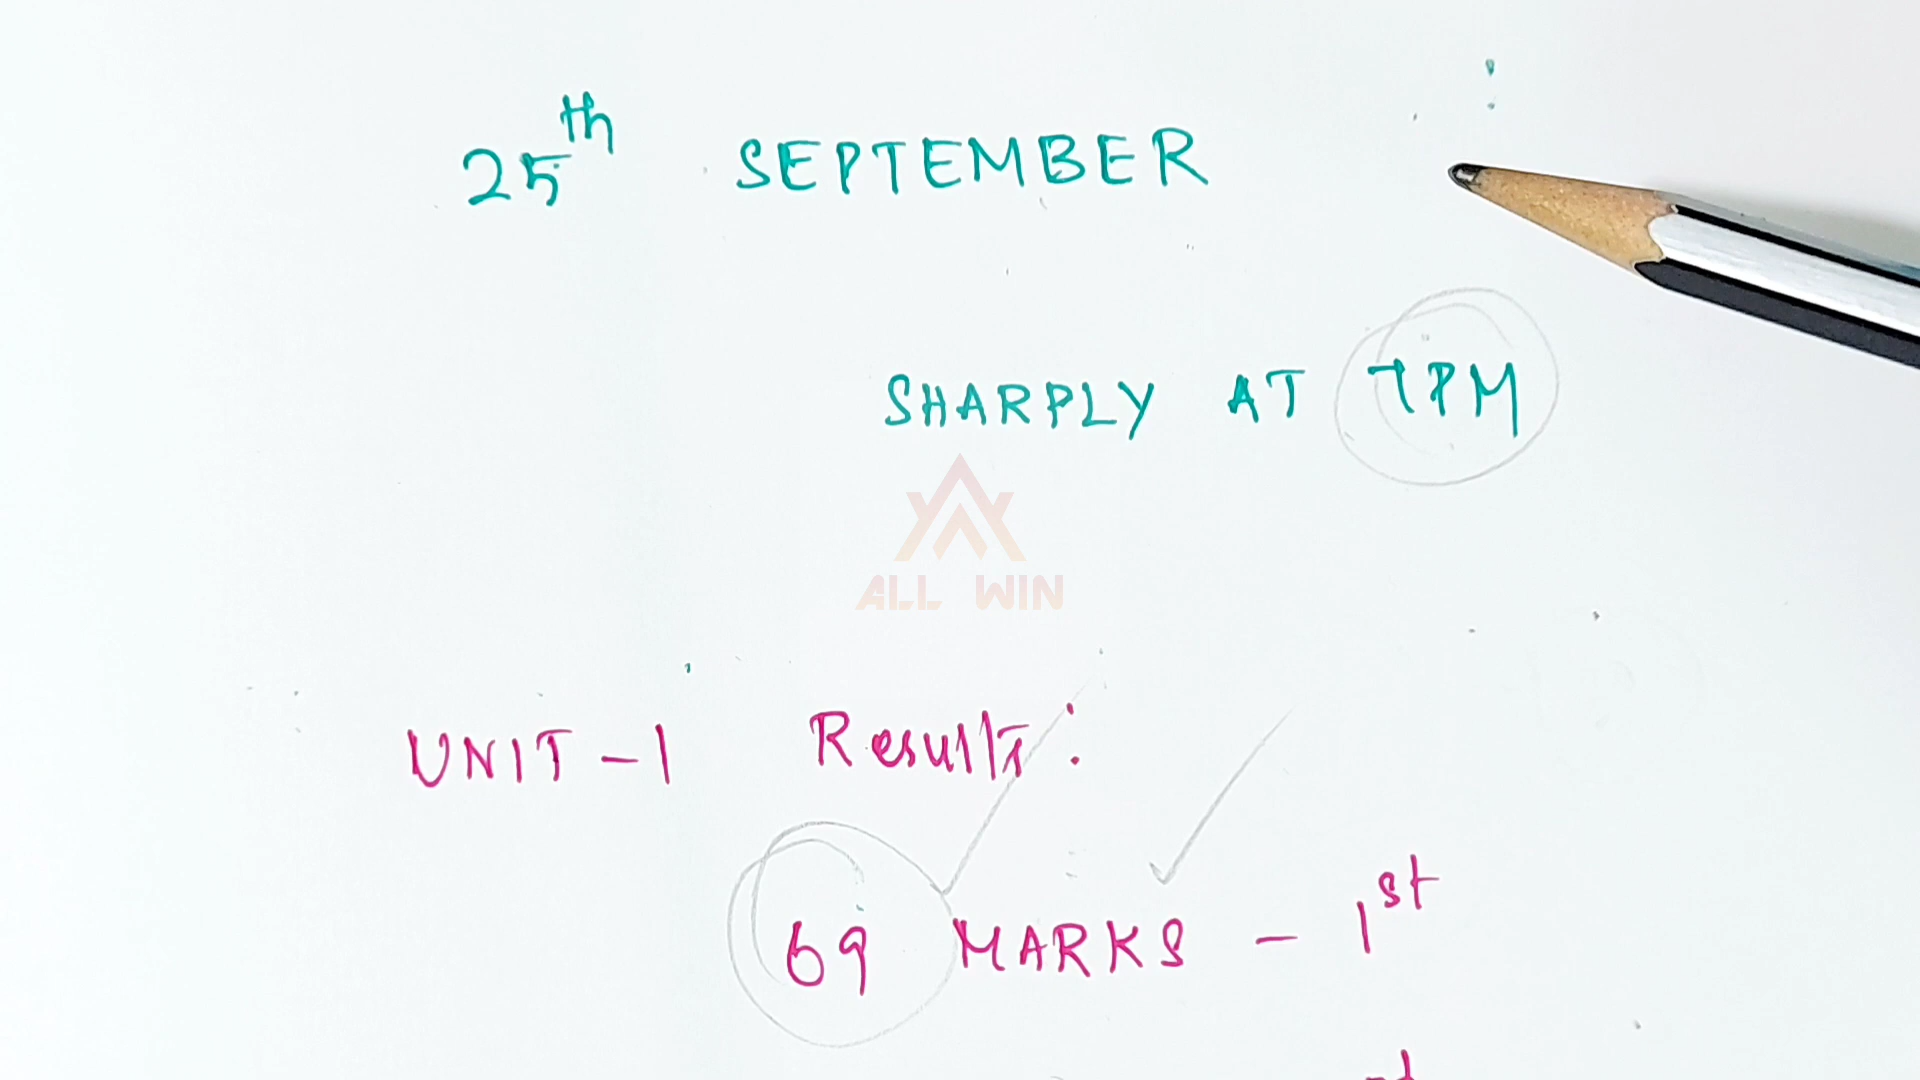 25th SEPTEMBER
SHARPLY AT 7PM
ALL WIN
UNIT-1 Results:
69 MARKS - 1st